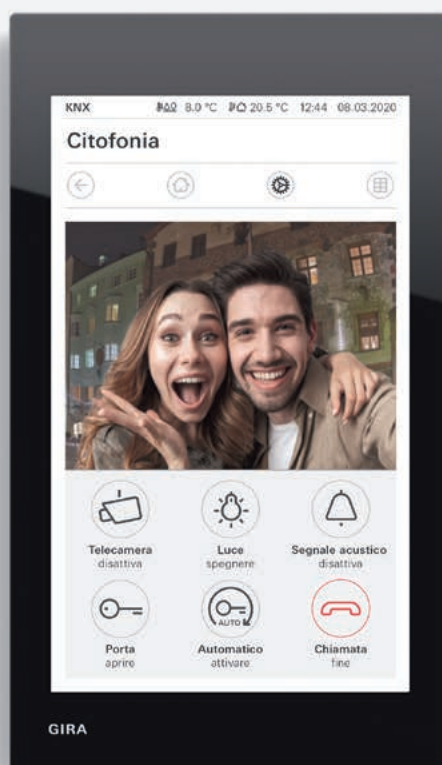 KNX 8.0 °C 20.5 °C 12:44 08.03.2020
Citofonia
Telecamera Luce Segnale acustico
disattiva spegnere disattiva
AUTO
Porta Automatico Chiamata
aprire attivare fine
GIRA